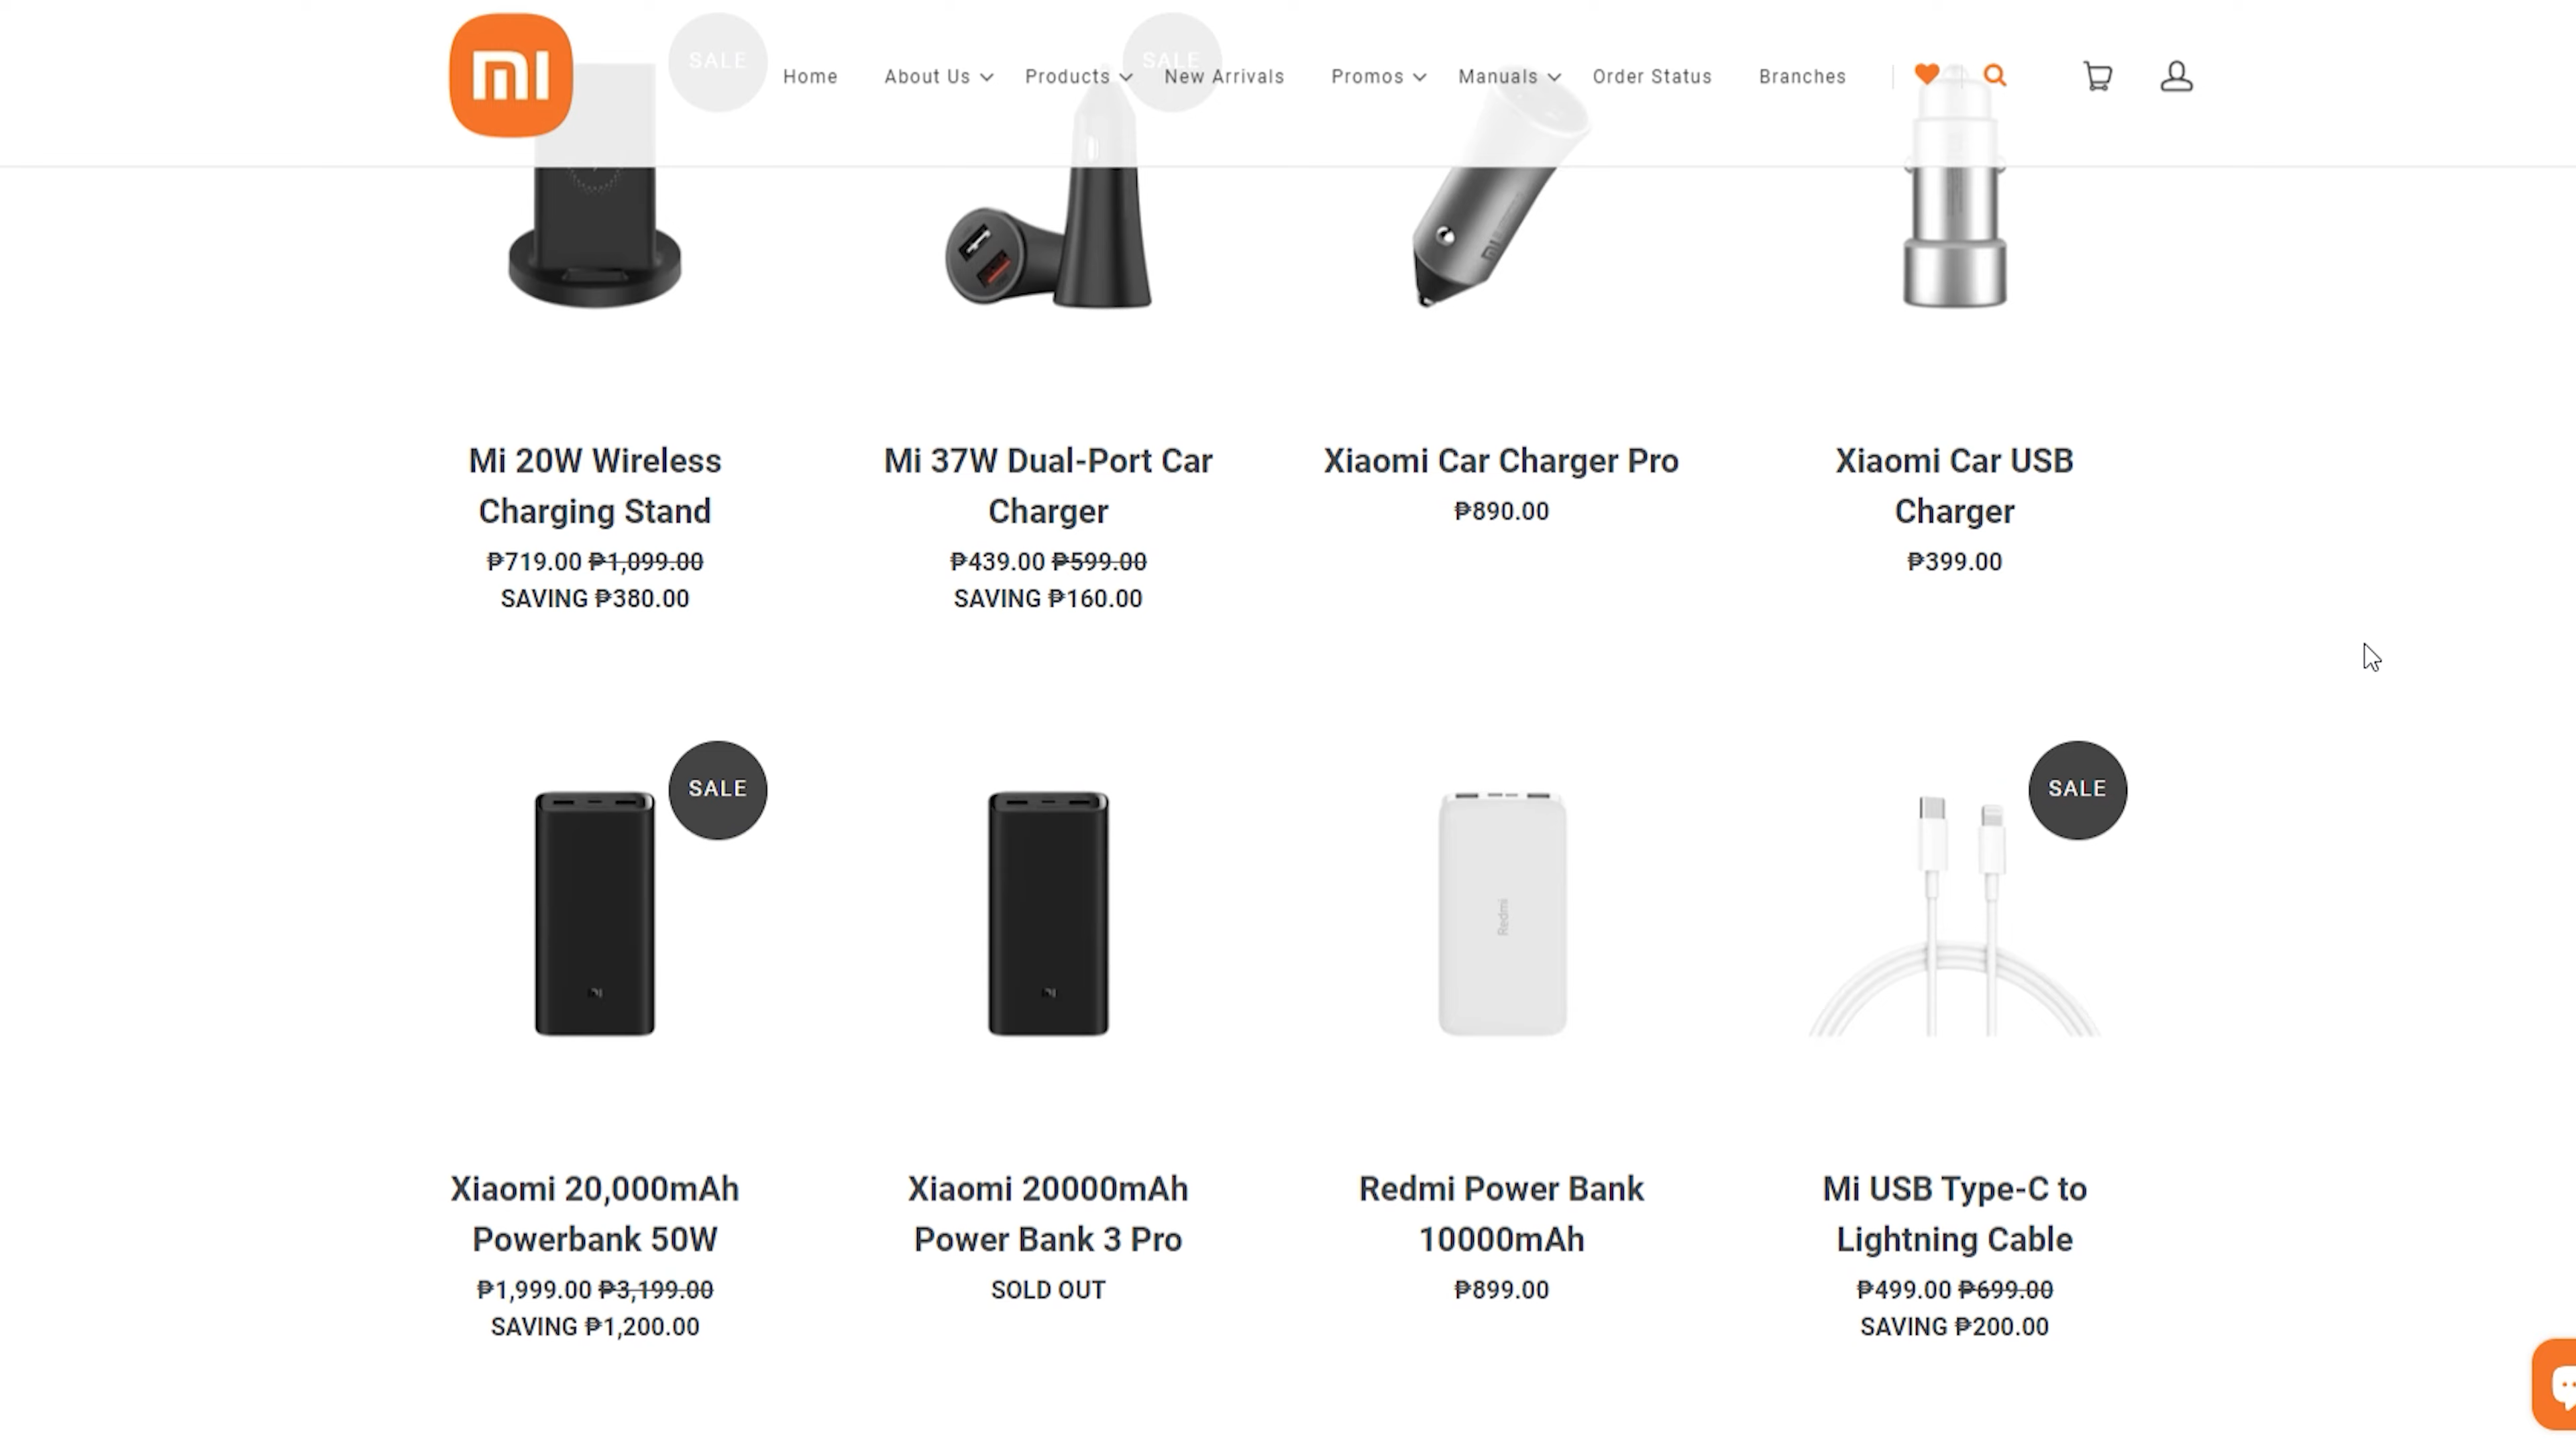 mi
SALE
SALE
Home
About Us
Products
New Arrivals
Promos
Manuals
Order Status
Branches
mi
Mi 20W Wireless
Charging Stand
₱719.00 ₱1,099.00
SAVING ₱380.00
Mi 37W Dual-Port Car
Charger
₱439.00 ₱599.00
SAVING ₱160.00
Xiaomi Car Charger Pro
₱890.00
Xiaomi Car USB
Charger
₱399.00
SALE
mi
mi
Redmi
SALE
Xiaomi 20,000mAh
Powerbank 50W
₱1,999.00 ₱3,199.00
SAVING ₱1,200.00
Xiaomi 20000mAh
Power Bank 3 Pro
SOLD OUT
Redmi Power Bank
10000mAh
₱899.00
Mi USB Type-C to
Lightning Cable
₱499.00 ₱699.00
SAVING ₱200.00